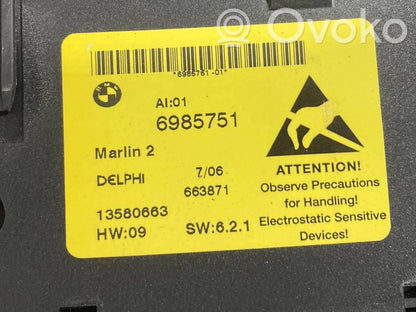 Ovoko
*6985751-01*
BMW
AI:01
6985751
Marlin 2
DELPHI 7/06
663871
13580663
HW:09 SW:6.2.1
ATTENTION!
Observe Precautions
for Handling!
Electrostatic Sensitive
Devices!